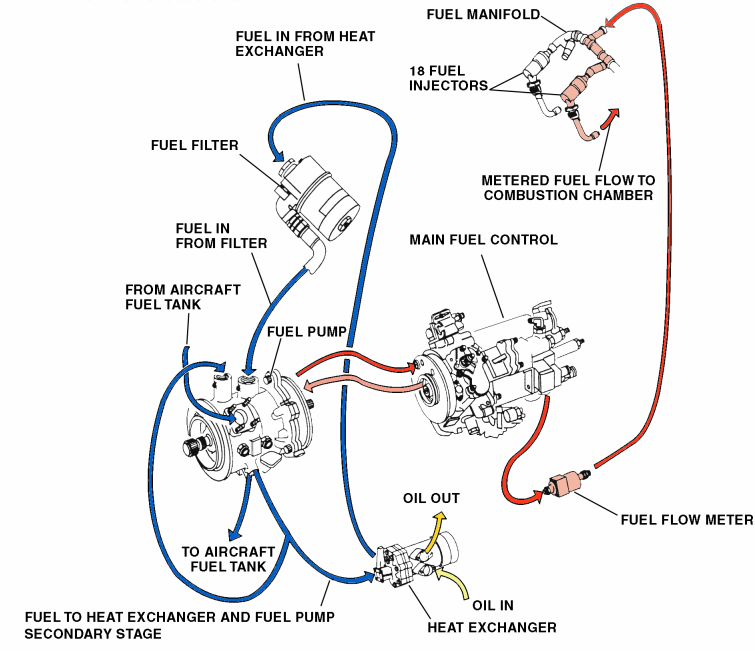 FUEL MANIFOLD
FUEL IN FROM HEAT
EXCHANGER
18 FUEL
INJECTORS
FUEL FILTER
METERED FUEL FLOW TO
COMBUSTION CHAMBER
FUEL IN
FROM FILTER
MAIN FUEL CONTROL
FROM AIRCRAFT
FUEL TANK
FUEL PUMP
OIL OUT
FUEL FLOW METER
TO AIRCRAFT
FUEL TANK
OIL IN
FUEL TO HEAT EXCHANGER AND FUEL PUMP
SECONDARY STAGE
HEAT EXCHANGER